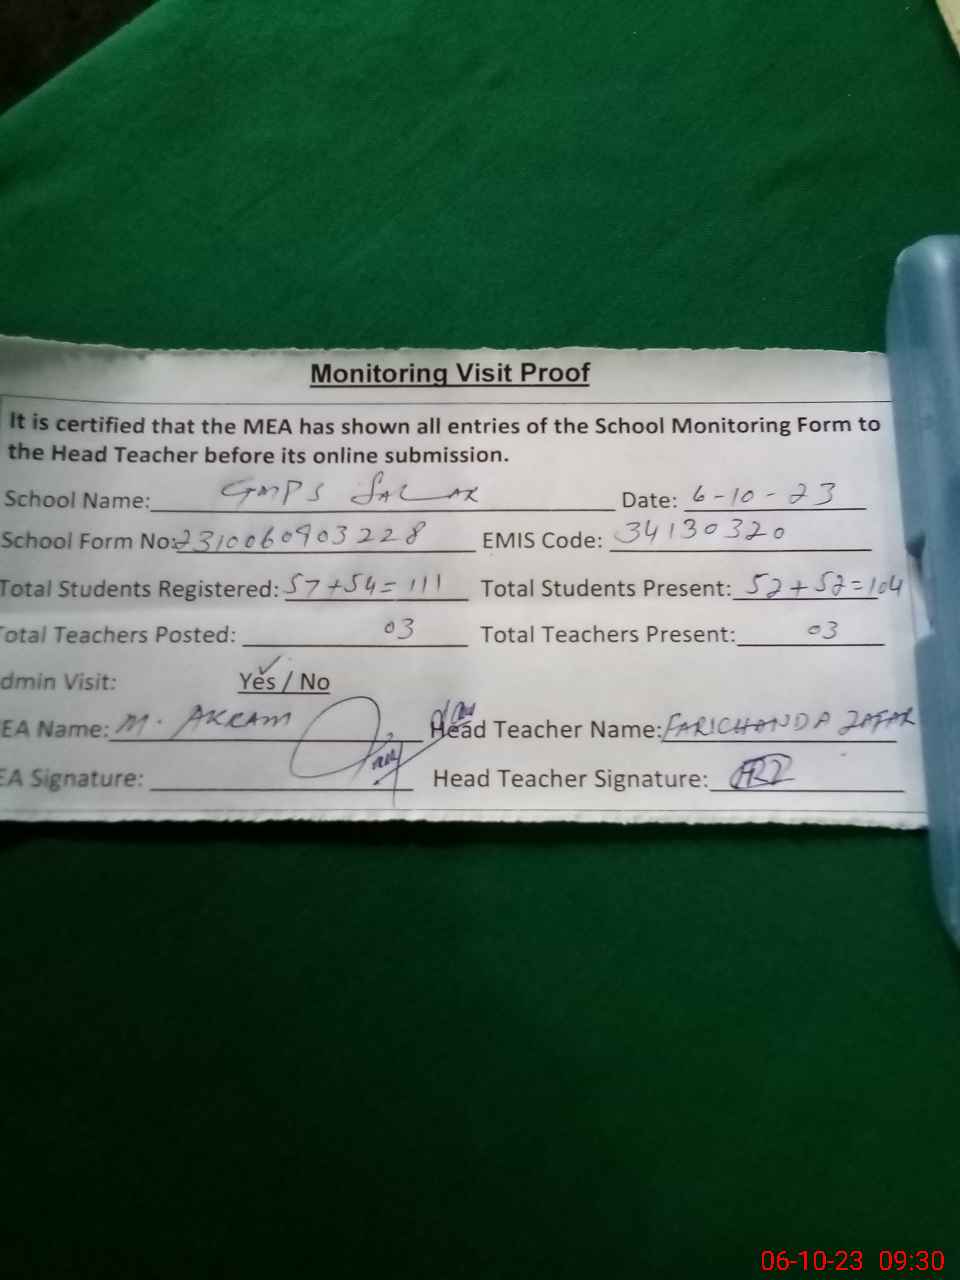 Monitoring Visit Proof
It is certified that the MEA has shown all entries of the School Monitoring Form to
the Head Teacher before its online submission.
School Name: GMPS SALAR Date: 6-10-23
School Form No: 2310060903228 EMIS Code: 34130320
Total Students Registered: 57+54=111 Total Students Present: 52+52=104
Total Teachers Posted: 03 Total Teachers Present: 03
dmin Visit: Yes / No
EA Name: M. AKRAM Head Teacher Name: FARICHANDA ZAFAR
EA Signature: Head Teacher Signature:
06-10-23 09:30